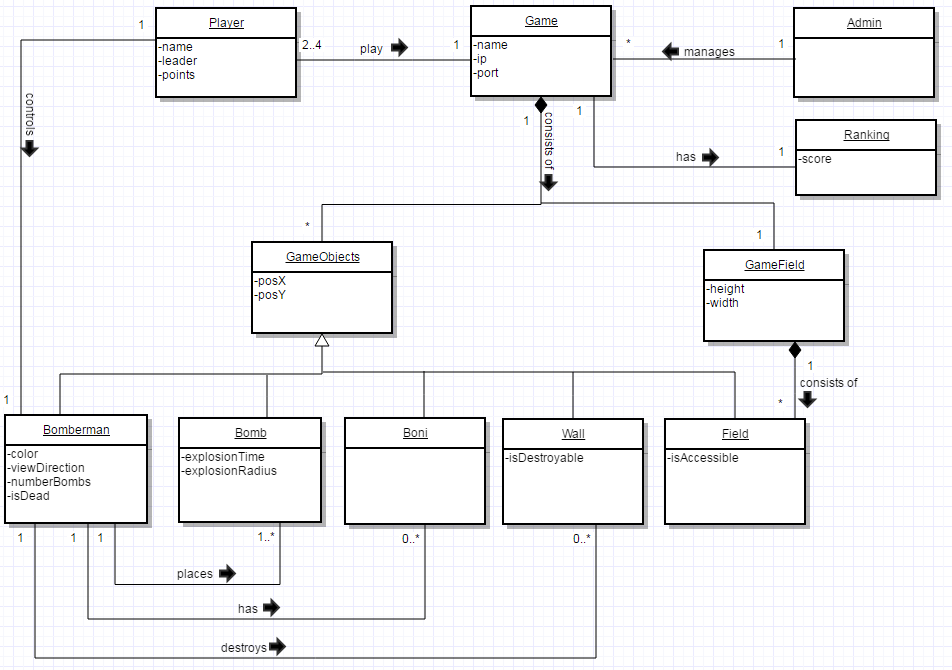 Player
-name
-leader
-points
1
2..4
play
1
Game
-name
-ip
-port
*
manages
1
Admin
controls
1
consists of
1
has
1
Ranking
-score
*
1
GameObjects
-posX
-posY
GameField
-height
-width
1
consists of
*
1
Bomberman
-color
-viewDirection
-numberBombs
-isDead
Bomb
-explosionTime
-explosionRadius
Boni
Wall
-isDestroyable
Field
-isAccessible
1
1
1
1..*
0..*
0..*
places
has
destroys